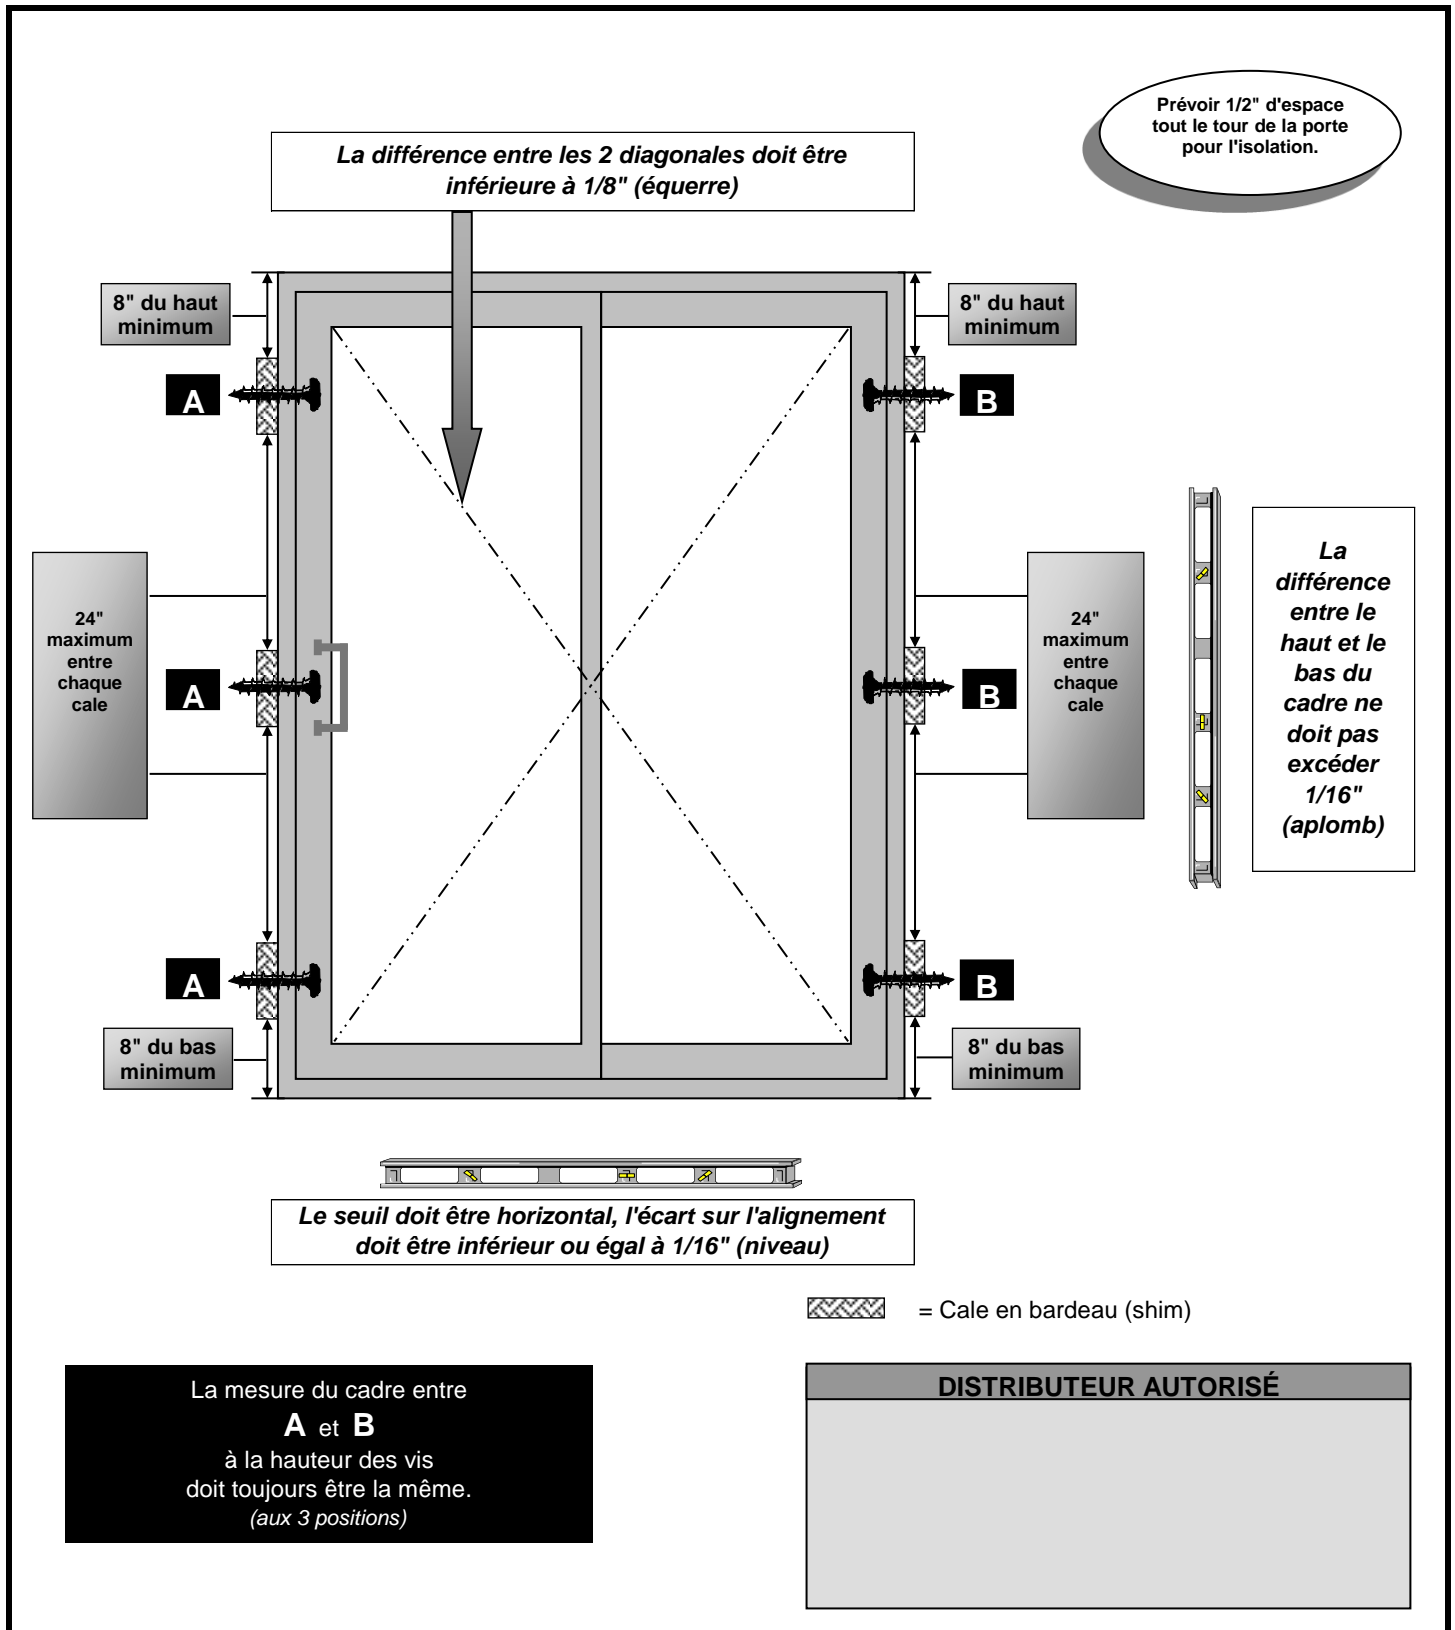 Prévoir 1/2" d'espace
tout le tour de la porte
pour l'isolation.
La différence entre les 2 diagonales doit être
inférieure à 1/8" (équerre)
8" du haut
minimum
8" du haut
minimum
A
B
24"
maximum
entre
chaque
cale
A
B
24"
maximum
entre
chaque
cale
La
différence
entre le
haut et le
bas du
cadre ne
doit pas
excéder
1/16"
(aplomb)
A
B
8" du bas
minimum
8" du bas
minimum
Le seuil doit être horizontal, l'écart sur l'alignement
doit être inférieur ou égal à 1/16" (niveau)
= Cale en bardeau (shim)
La mesure du cadre entre
A et B
à la hauteur des vis
doit toujours être la même.
(aux 3 positions)
DISTRIBUTEUR AUTORISÉ